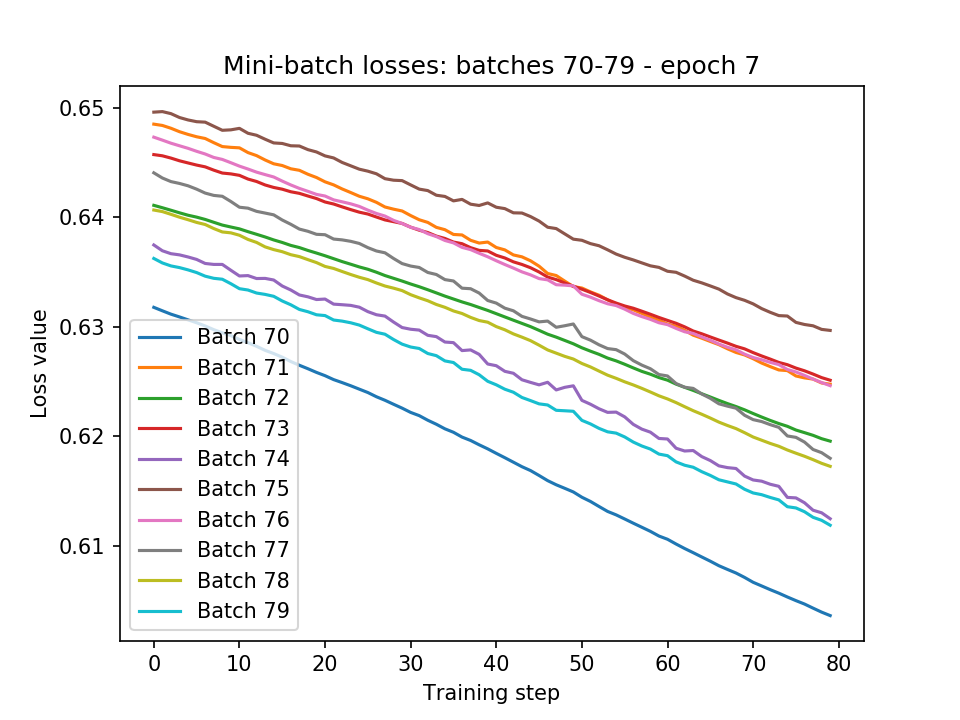 Mini-batch losses: batches 70-79 - epoch 7
Loss value
0.65
0.64
0.63
0.62
0.61
Batch 70
Batch 71
Batch 72
Batch 73
Batch 74
Batch 75
Batch 76
Batch 77
Batch 78
Batch 79
0 10 20 30 40 50 60 70 80
Training step